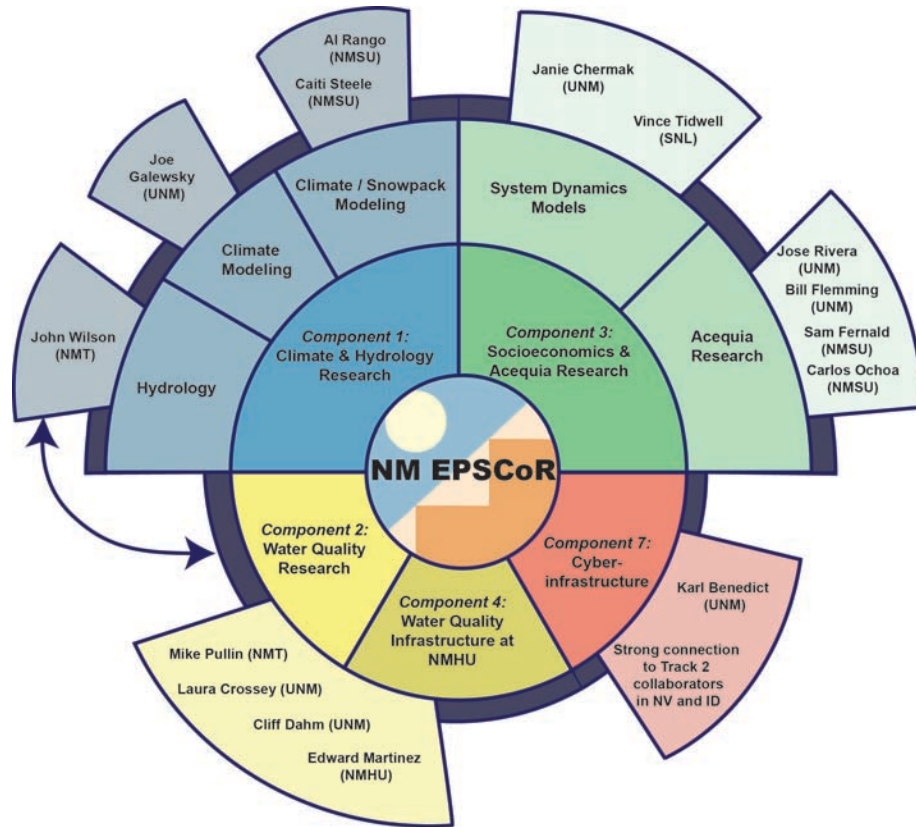 Al Rango
(NMSU)
Caiti Steele
(NMSU)
Janie Chermak
(UNM)
Vince Tidwell
(SNL)
Joe
Galewsky
(UNM)
Climate / Snowpack
Modeling
System Dynamics
Models
Climate
Modeling
John Wilson
(NMT)
Hydrology
Component 1:
Climate & Hydrology
Research
Component 3:
Socioeconomics &
Acequia Research
Acequia
Research
Jose Rivera
(UNM)
Bill Flemming
(UNM)
Sam Fernald
(NMSU)
Carlos Ochoa
(NMSU)
NM EPSCoR
Component 2:
Water Quality
Research
Component 4:
Water Quality
Infrastructure at
NMHU
Component 7:
Cyber-
infrastructure
Karl Benedict
(UNM)
Strong connection
to Track 2
collaborators
in NV and ID
Mike Pullin (NMT)
Laura Crossey (UNM)
Cliff Dahm (UNM)
Edward Martinez
(NMHU)